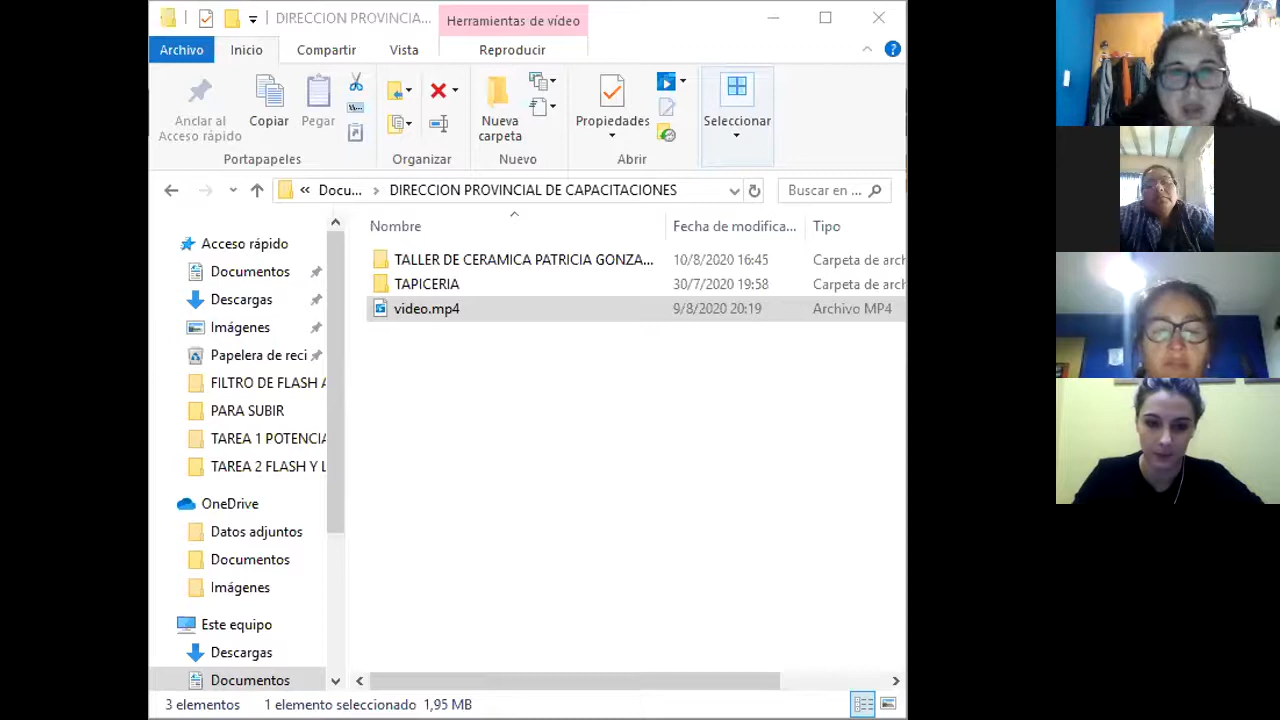 DIRECCION PROVINCIA...
Herramientas de vídeo
Archivo
Inicio
Compartir
Vista
Reproducir
Anclar al
Acceso rápido
Copiar
Pegar
Nueva
carpeta
Propiedades
Seleccionar
Portapapeles
Organizar
Nuevo
Abrir
« Docu... > DIRECCION PROVINCIAL DE CAPACITACIONES
Buscar en ...
Nombre
Fecha de modifica...
Tipo
TALLER DE CERAMICA PATRICIA GONZA... 10/8/2020 16:45 Carpeta de arch
TAPICERIA 30/7/2020 19:58 Carpeta de arch
video.mp4 9/8/2020 20:19 Archivo MP4
Acceso rápido
Documentos
Descargas
Imágenes
Papelera de reci
FILTRO DE FLASH A
PARA SUBIR
TAREA 1 POTENCIA
TAREA 2 FLASH Y L
OneDrive
Datos adjuntos
Documentos
Imágenes
Este equipo
Descargas
Documentos
3 elementos
1 elemento seleccionado 1,95 MB